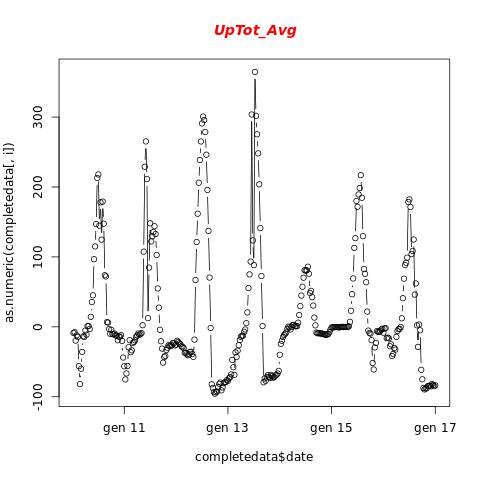 UpTot_Avg
as.numeric(completedata[, i])
300
200
100
0
-100
gen 11 gen 13 gen 15 gen 17
completedata$date